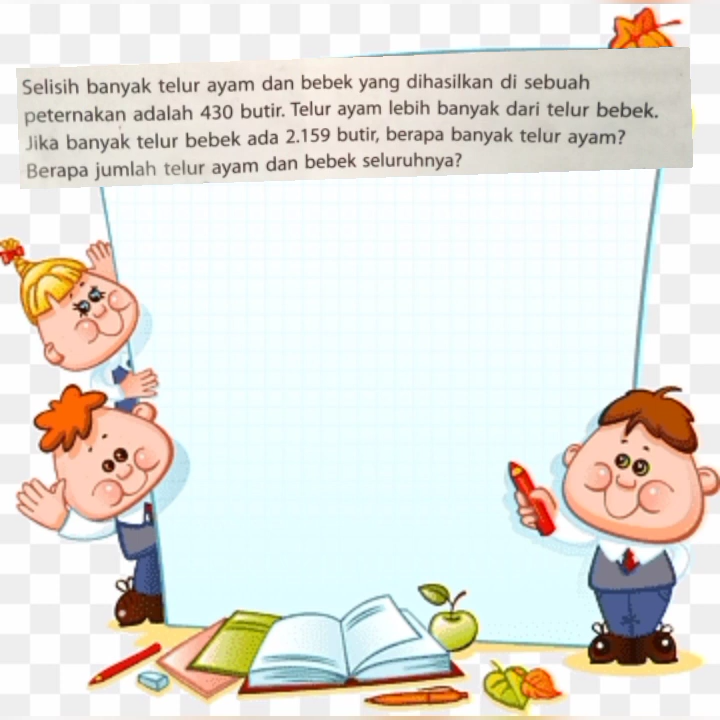 Selisih banyak telur ayam dan bebek yang dihasilkan di sebuah
peternakan adalah 430 butir. Telur ayam lebih banyak dari telur bebek.
Jika banyak telur bebek ada 2.159 butir, berapa banyak telur ayam?
Berapa jumlah telur ayam dan bebek seluruhnya?